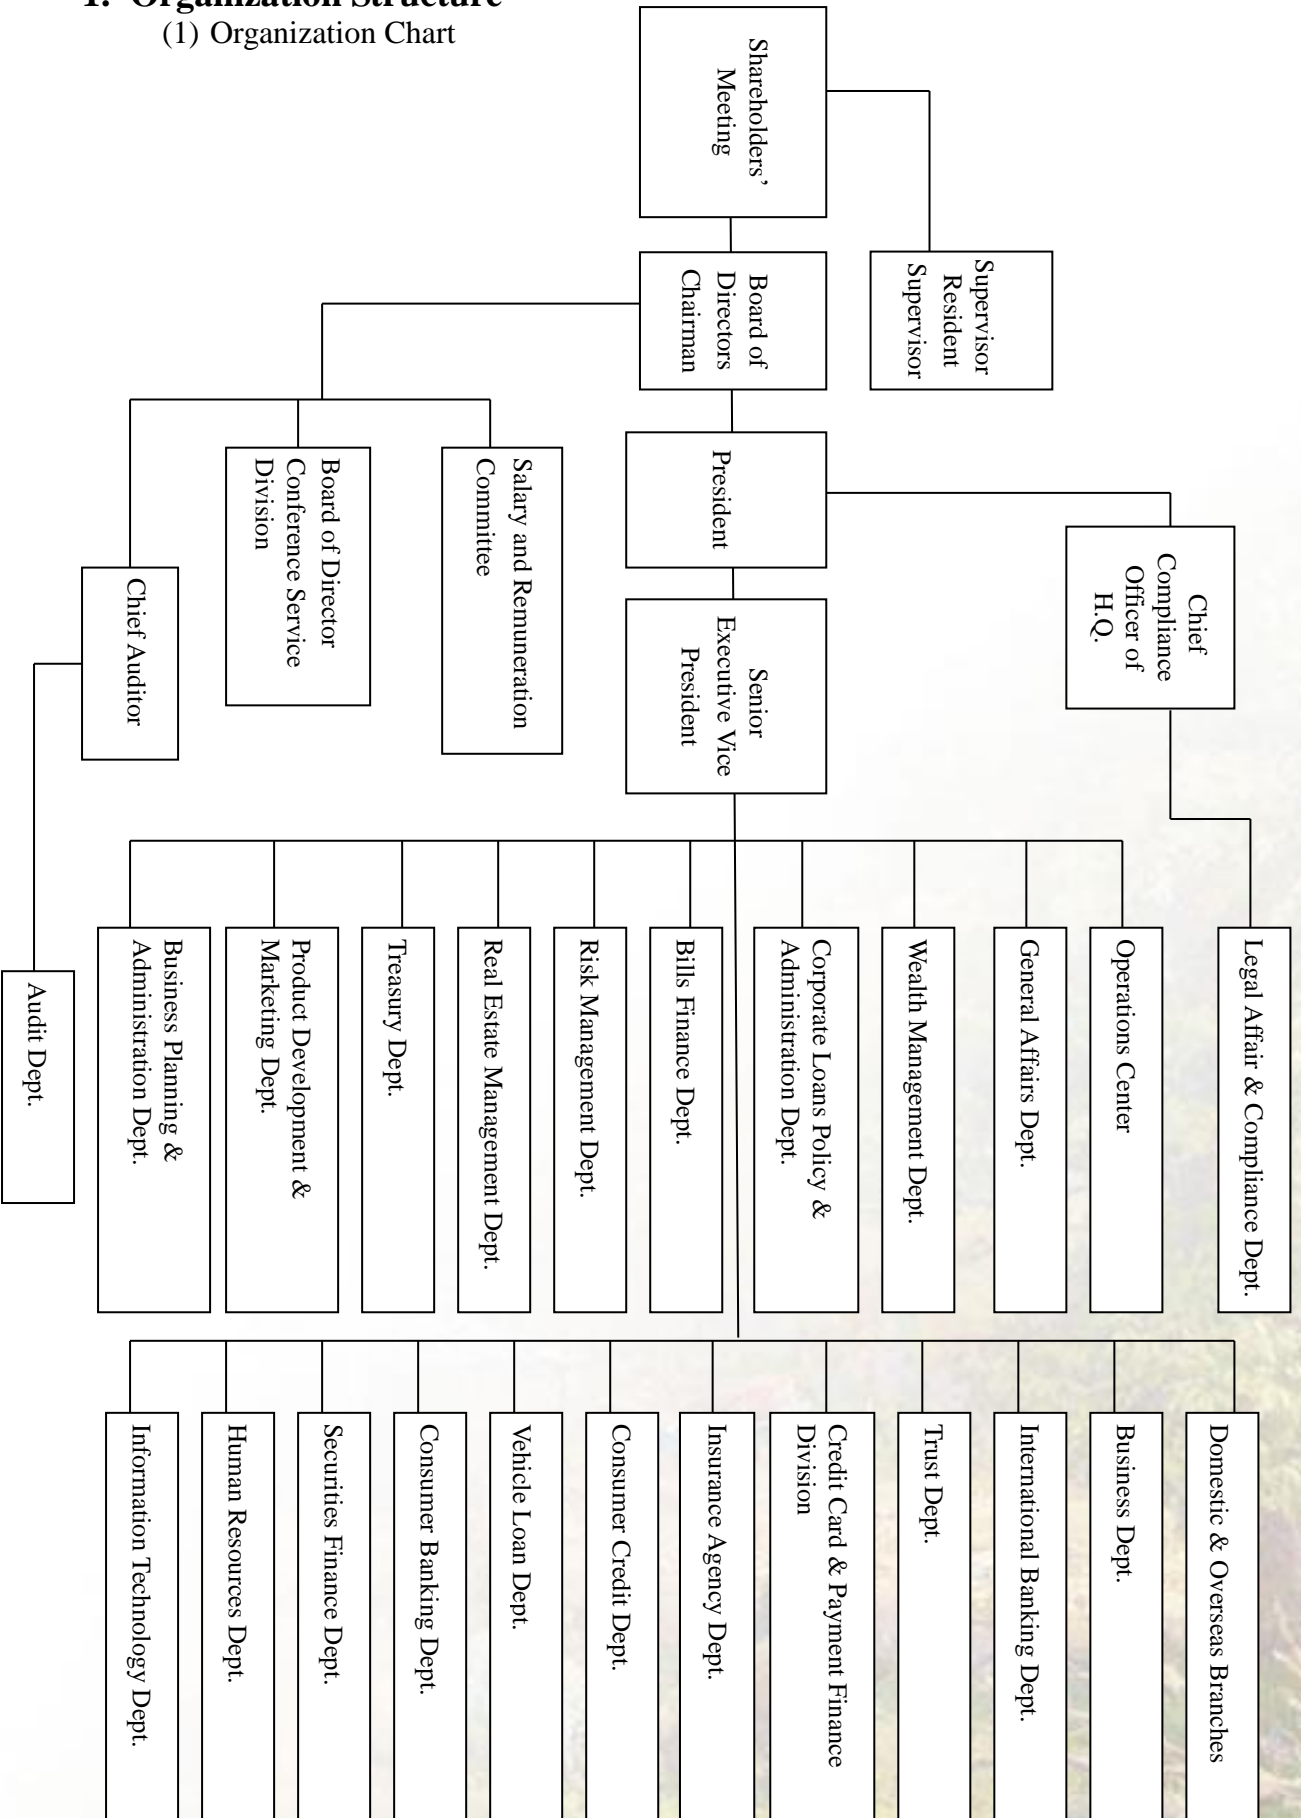 1. Organization Structure
(1) Organization Chart
Shareholders’
Meeting
Supervisor
Resident
Supervisor
Board of
Directors
Chairman
President
Chief
Compliance
Officer of
H.Q.
Senior
Executive Vice
President
Salary and Remuneration
Committee
Board of Director
Conference Service
Division
Chief Auditor
Legal Affair & Compliance Dept.
Operations Center
General Affairs Dept.
Wealth Management Dept.
Corporate Loans Policy &
Administration Dept.
Bills Finance Dept.
Risk Management Dept.
Real Estate Management Dept.
Treasury Dept.
Product Development &
Marketing Dept.
Business Planning &
Administration Dept.
Audit Dept.
Domestic & Overseas Branches
Business Dept.
International Banking Dept.
Trust Dept.
Credit Card & Payment Finance
Division
Insurance Agency Dept.
Consumer Credit Dept.
Vehicle Loan Dept.
Consumer Banking Dept.
Securities Finance Dept.
Human Resources Dept.
Information Technology Dept.